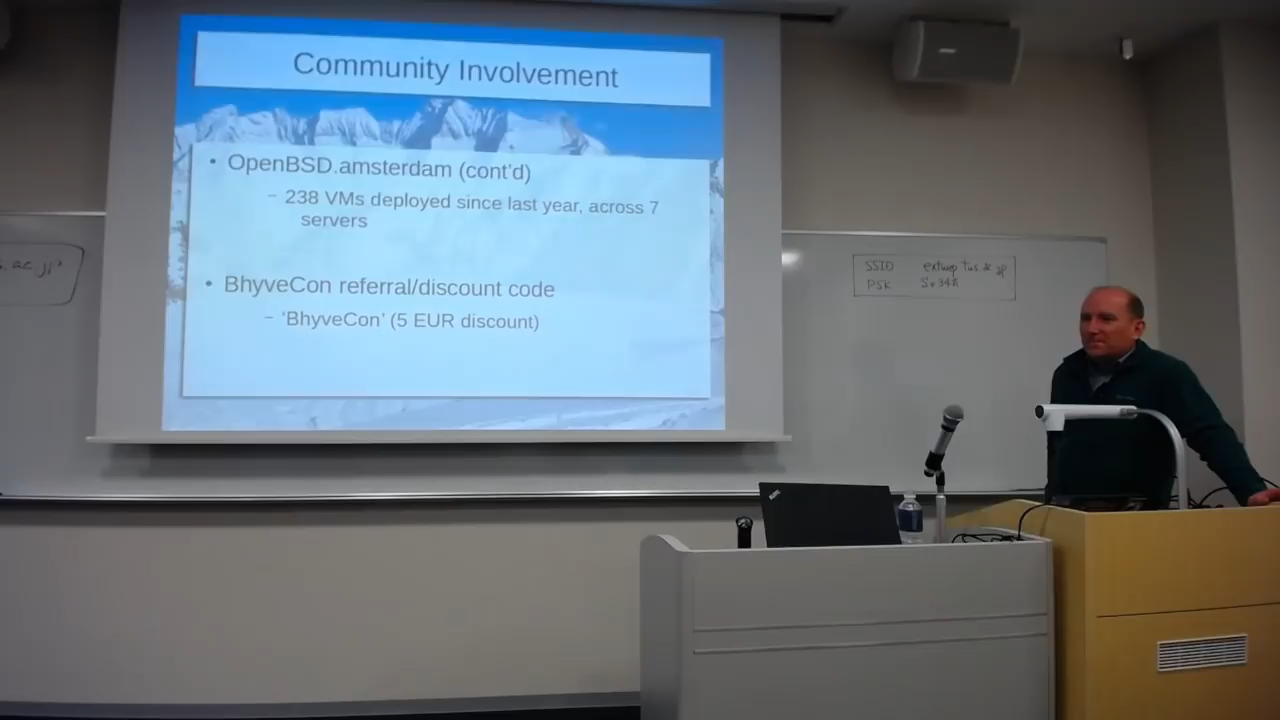 Community Involvement
• OpenBSD.amsterdam (cont'd)
– 238 VMs deployed since last year, across 7
servers
• BhyveCon referral/discount code
– 'BhyveCon' (5 EUR discount)
SSID
PSK